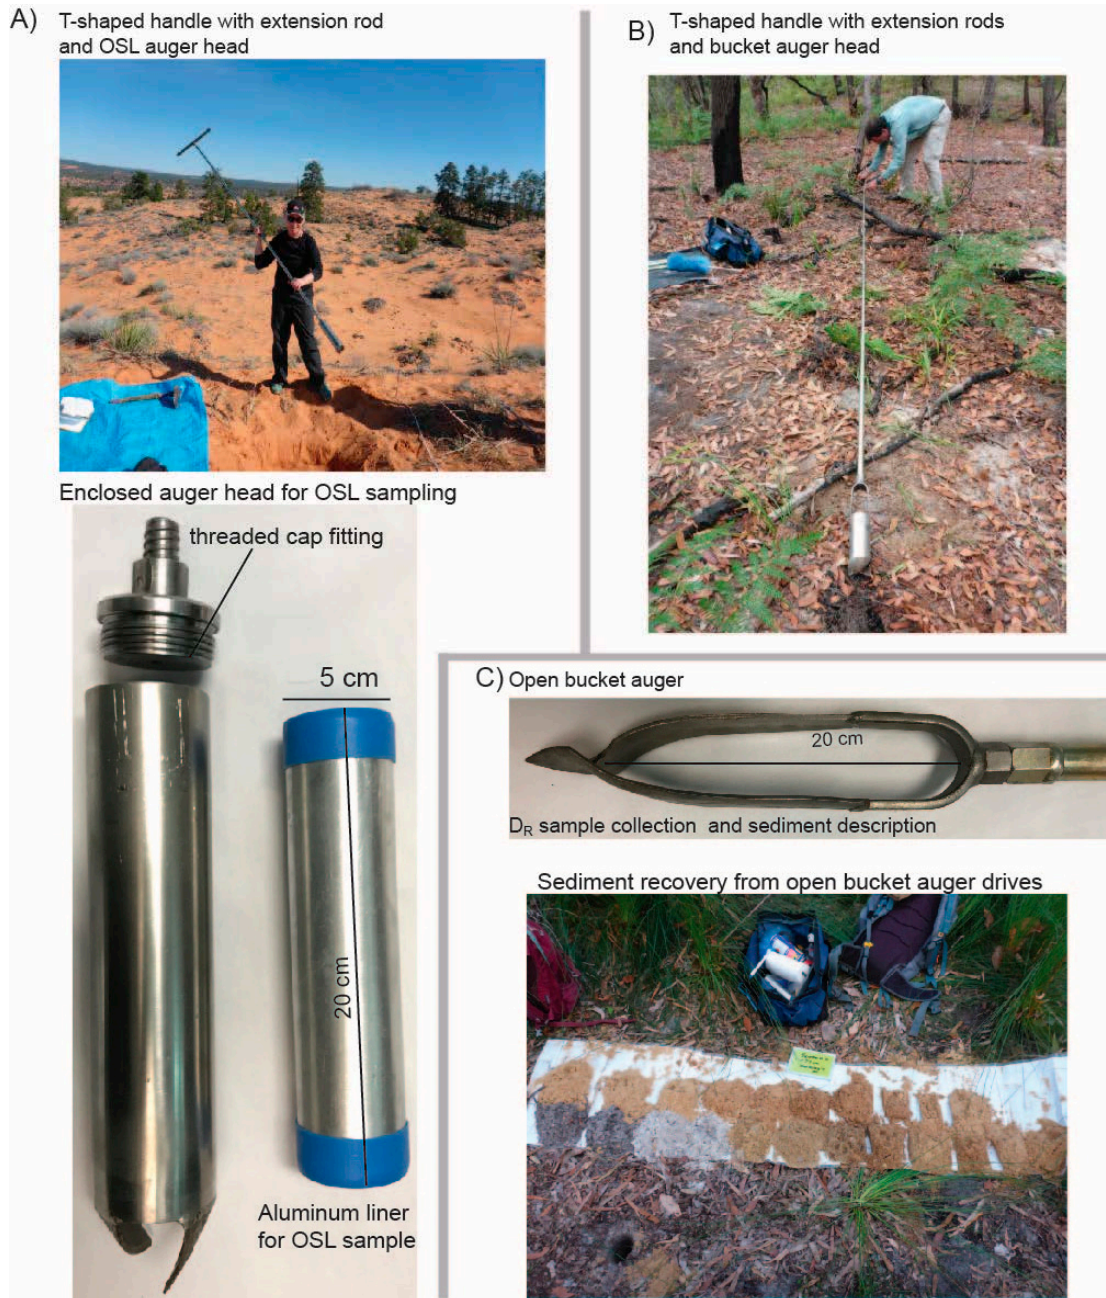 A) T-shaped handle with extension rod
and OSL auger head
B) T-shaped handle with extension rods
and bucket auger head
Enclosed auger head for OSL sampling
threaded cap fitting
5 cm
20 cm
Aluminum liner
for OSL sample
C) Open bucket auger
20 cm
DR sample collection and sediment description
Sediment recovery from open bucket auger drives